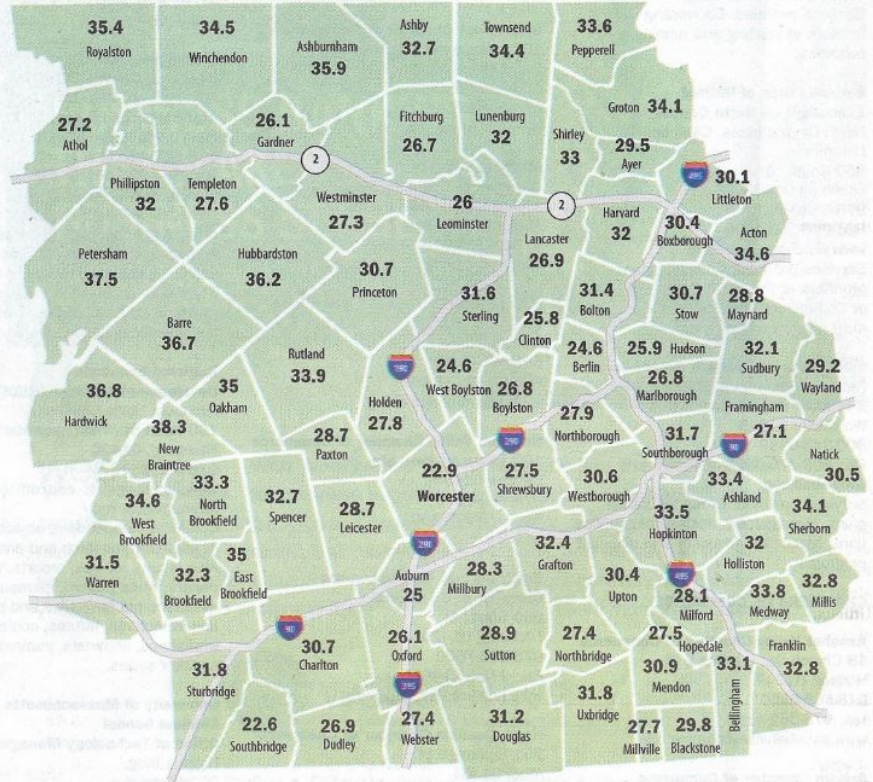 35.4
Royalston
34.5
Winchendon
Ashburnham
35.9
Ashby
32.7
Townsend
34.4
33.6
Pepperell
27.2
Athol
26.1
Gardner
Fitchburg
26.7
Lunenburg
32
Shirley
33
Groton 34.1
29.5
Ayer
2
495
30.1
Littleton
Phillipston
32
Templeton
27.6
Westminster
27.3
26
Leominster
2
Lancaster
26.9
Harvard
32
30.4
Boxborough
Acton
34.6
Petersham
37.5
Hubbardston
36.2
30.7
Princeton
31.6
Sterling
25.8
Clinton
31.4
Bolton
30.7
Stow
28.8
Maynard
Barre
36.7
Rutland
33.9
190
24.6
West Boylston
24.6
Berlin
25.9 Hudson
32.1
Sudbury
29.2
Wayland
36.8
Hardwick
35
Oakham
Holden
27.8
26.8
Boylston
26.8
Marlborough
Framingham
27.1
38.3
New
Braintree
28.7
Paxton
290
27.9
Northborough
31.7
Southborough
90
Natick
30.5
33.3
North
Brookfield
32.7
Spencer
28.7
Leicester
22.9
Worcester
27.5
Shrewsbury
30.6
Westborough
33.4
Ashland
34.1
Sherborn
34.6
West
Brookfield
33.5
Hopkinton
31.5
Warren
32.3
Brookfield
35
East
Brookfield
290
Auburn
25
28.3
Millbury
32.4
Grafton
30.4
Upton
495
28.1
Milford
32
Holliston
33.8
Medway
32.8
Millis
90
31.8
Sturbridge
30.7
Charlton
26.1
Oxford
28.9
Sutton
27.4
Northbridge
27.5
Hopedale
30.9
Mendon
33.1
Bellingham
Franklin
32.8
395
22.6
Southbridge
26.9
Dudley
27.4
Webster
31.2
Douglas
31.8
Uxbridge
27.7
Millville
29.8
Blackstone